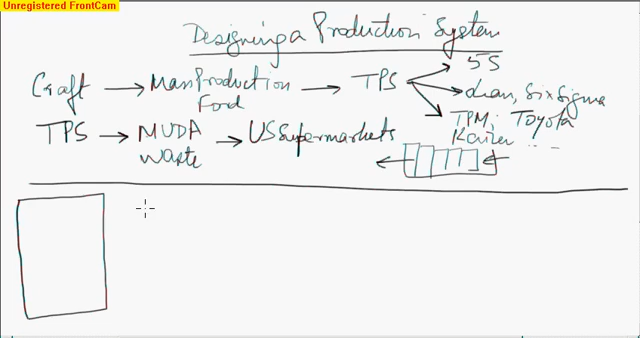 Unregistered FrontCam
Designing a Production System
Craft → Mass Production → TPS → 5S
Ford → Lean, Six Sigma
→ TPM, Toyota
TPS → MUDA → US Supermarkets Kaizen ...
Waste